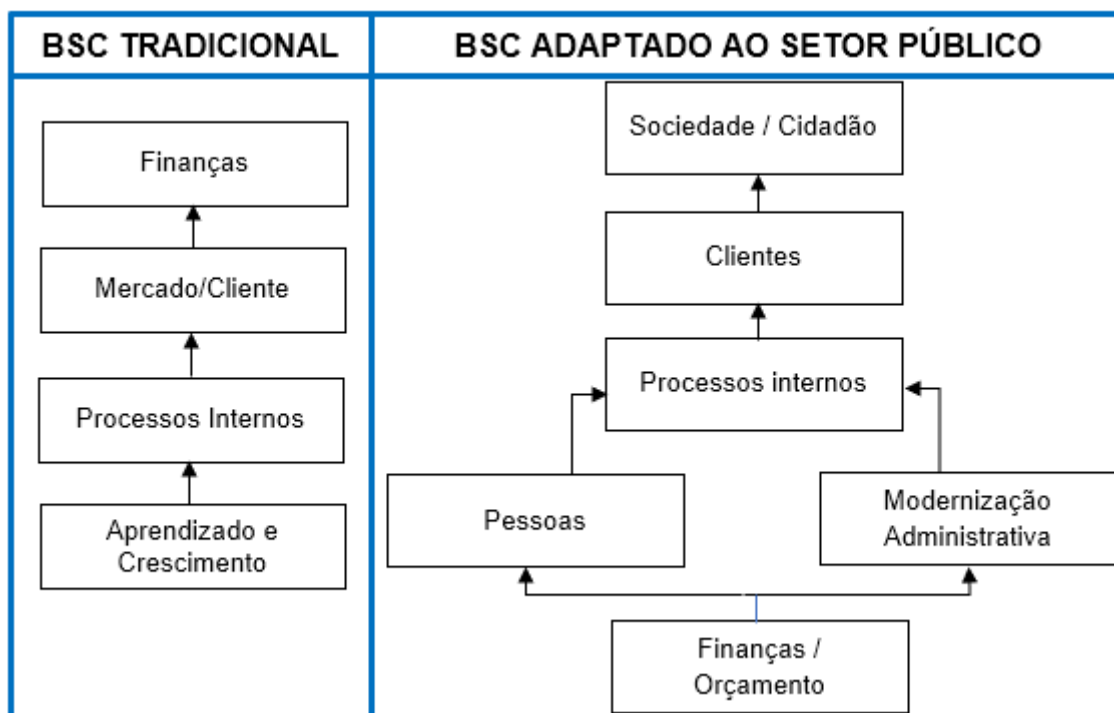 BSC TRADICIONAL
BSC ADAPTADO AO SETOR PÚBLICO
Finanças
Mercado/Cliente
Processos Internos
Aprendizado e
Crescimento
Sociedade / Cidadão
Clientes
Processos internos
Pessoas
Modernização
Administrativa
Finanças /
Orçamento